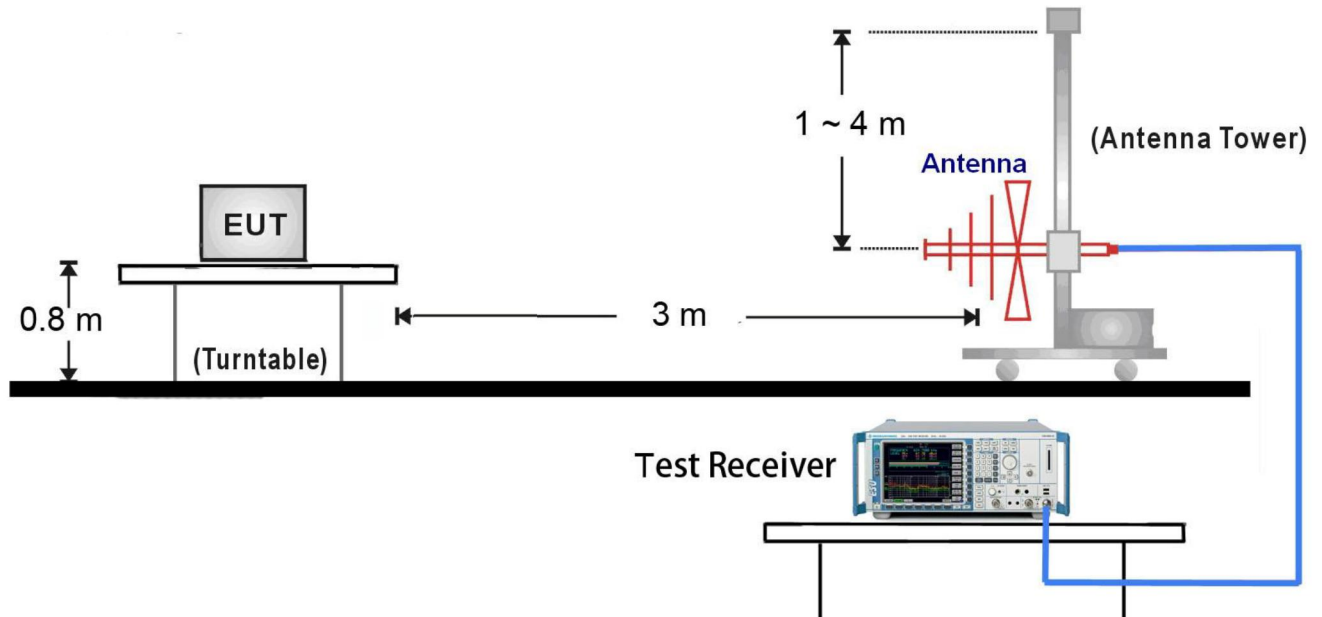 1 ~ 4 m
(Antenna Tower)
Antenna
EUT
0.8 m
3 m
(Turntable)
Test Receiver